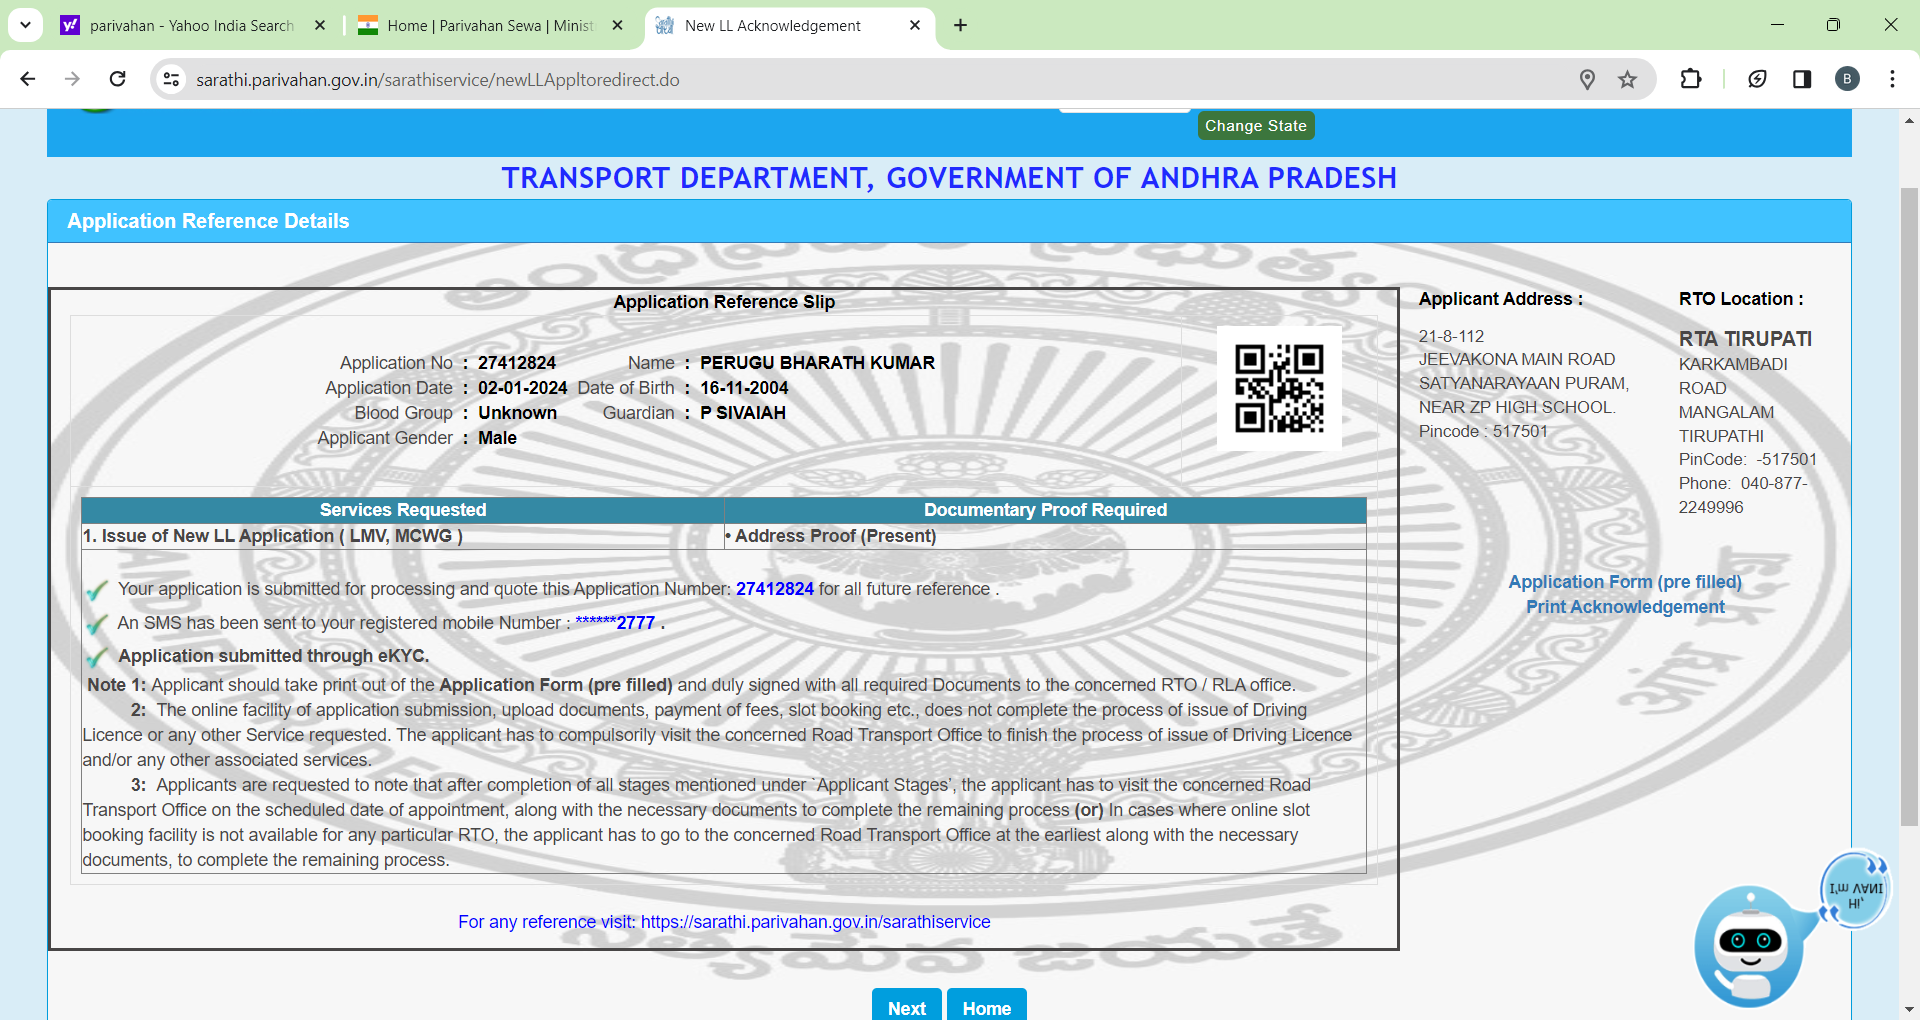 parivahan - Yahoo India Search
Home | Parivahan Sewa | Minist
New LL Acknowledgement
sarathi.parivahan.gov.in/sarathiservice/newLLAppltoredirect.do
B
Change State
TRANSPORT DEPARTMENT, GOVERNMENT OF ANDHRA PRADESH
Application Reference Details
Application Reference Slip
Application No : 27412824 Name : PERUGU BHARATH KUMAR
Application Date : 02-01-2024 Date of Birth : 16-11-2004
Blood Group : Unknown Guardian : P SIVAIAH
Applicant Gender : Male
Services Requested Documentary Proof Required
1. Issue of New LL Application ( LMV, MCWG ) • Address Proof (Present)
Your application is submitted for processing and quote this Application Number: 27412824 for all future reference .
An SMS has been sent to your registered mobile Number : ******2777 .
Application submitted through eKYC.
Note 1: Applicant should take print out of the Application Form (pre filled) and duly signed with all required Documents to the concerned RTO / RLA office.
2: The online facility of application submission, upload documents, payment of fees, slot booking etc., does not complete the process of issue of Driving
Licence or any other Service requested. The applicant has to compulsorily visit the concerned Road Transport Office to finish the process of issue of Driving Licence
and/or any other associated services.
3: Applicants are requested to note that after completion of all stages mentioned under `Applicant Stages', the applicant has to visit the concerned Road
Transport Office on the scheduled date of appointment, along with the necessary documents to complete the remaining process (or) In cases where online slot
booking facility is not available for any particular RTO, the applicant has to go to the concerned Road Transport Office at the earliest along with the necessary
documents, to complete the remaining process.
For any reference visit: https://sarathi.parivahan.gov.in/sarathiservice
Applicant Address :
21-8-112
JEEVAKONA MAIN ROAD
SATYANARAYAAN PURAM,
NEAR ZP HIGH SCHOOL.
Pincode : 517501
RTO Location :
RTA TIRUPATI
KARKAMBADI
ROAD
MANGALAM
TIRUPATHI
PinCode: -517501
Phone: 040-877-
2249996
Application Form (pre filled)
Print Acknowledgement
Next Home
Hi,
I'm VANI
సత్యమేవ జయతే